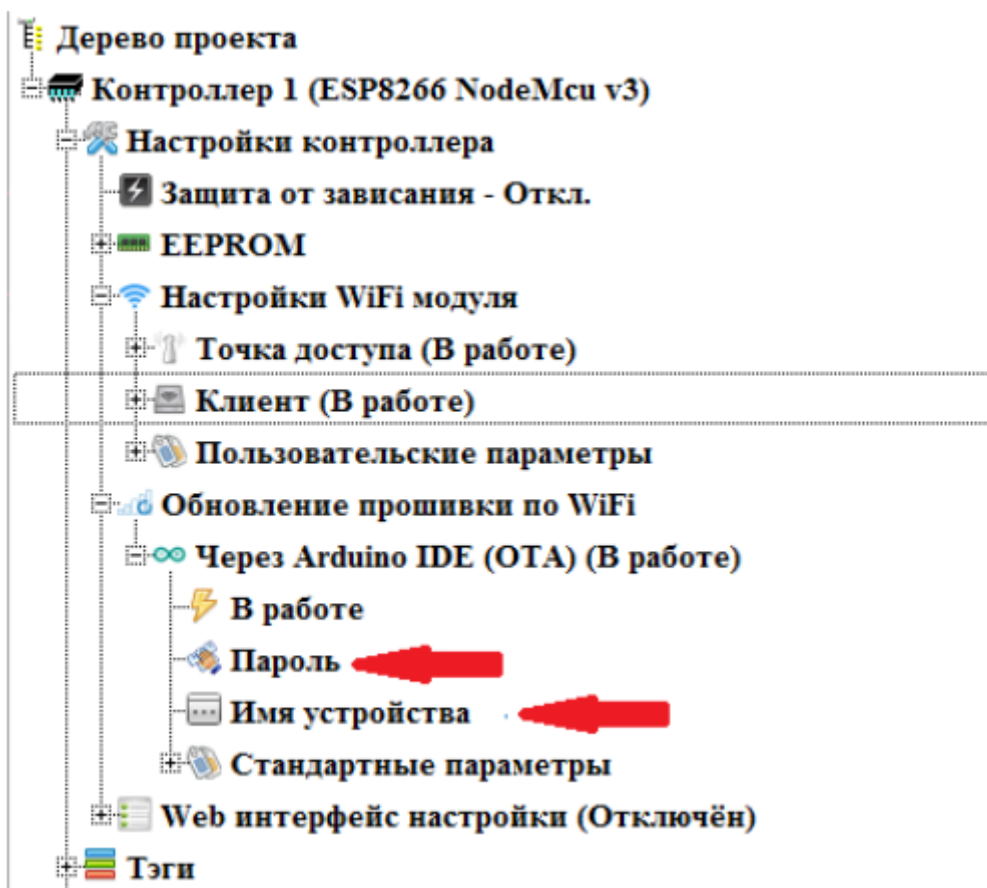 Дерево проекта
Контроллер 1 (ESP8266 NodeMcu v3)
Настройки контроллера
Защита от зависания - Откл.
EEPROM
Настройки WiFi модуля
Точка доступа (В работе)
Клиент (В работе)
Пользовательские параметры
Обновление прошивки по WiFi
Через Arduino IDE (OTA) (В работе)
В работе
Пароль
Имя устройства
Стандартные параметры
Web интерфейс настройки (Отключён)
Тэги